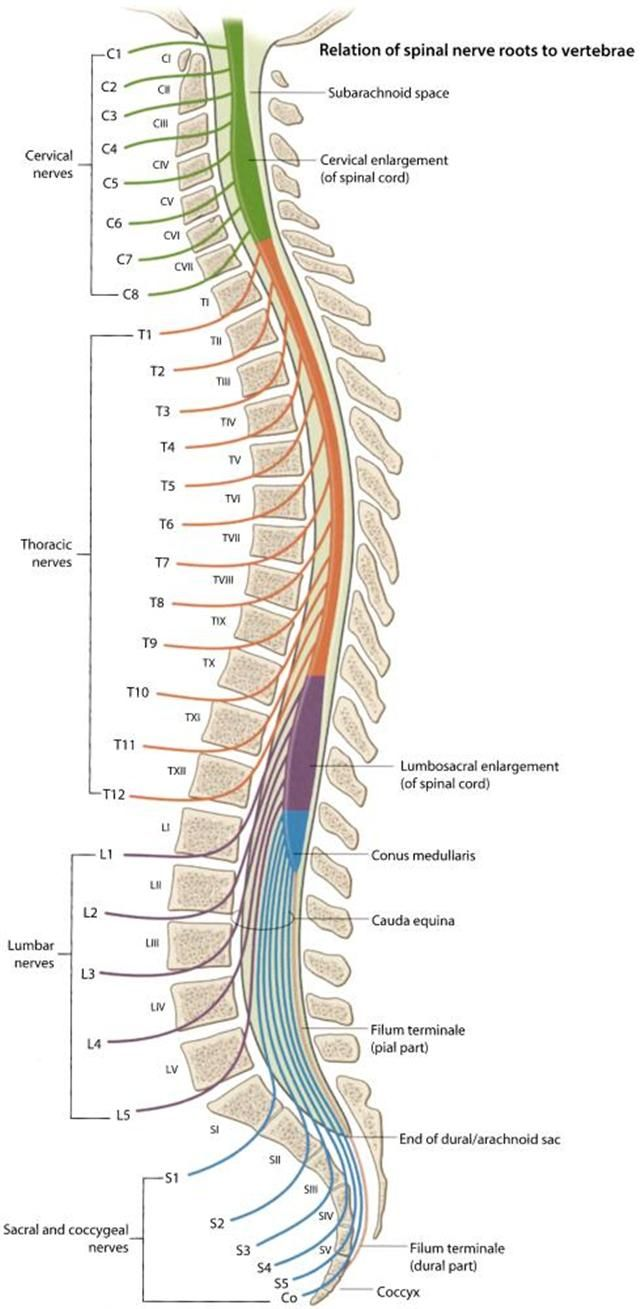 Relation of spinal nerve roots to vertebrae
C1
CI
C2
CII
Subarachnoid space
C3
CIII
C4
Cervical
nerves
CIV
Cervical enlargement
(of spinal cord)
C5
CV
C6
CVI
C7
CVII
C8
TI
T1
TII
T2
TIII
T3
TIV
T4
TV
T5
TVI
T6
TVII
Thoracic
nerves
T7
TVIII
T8
TIX
T9
TX
T10
TXI
T11
TXII
Lumbosacral enlargement
(of spinal cord)
T12
LI
L1
Conus medullaris
LII
L2
Cauda equina
Lumbar
nerves
LIII
L3
LIV
Filum terminale
(pial part)
L4
LV
L5
SI
End of dural/arachnoid sac
SII
S1
SIII
S2
SIV
Sacral and coccygeal
nerves
S3
SV
Filum terminale
(dural part)
S4
S5
Co
Coccyx